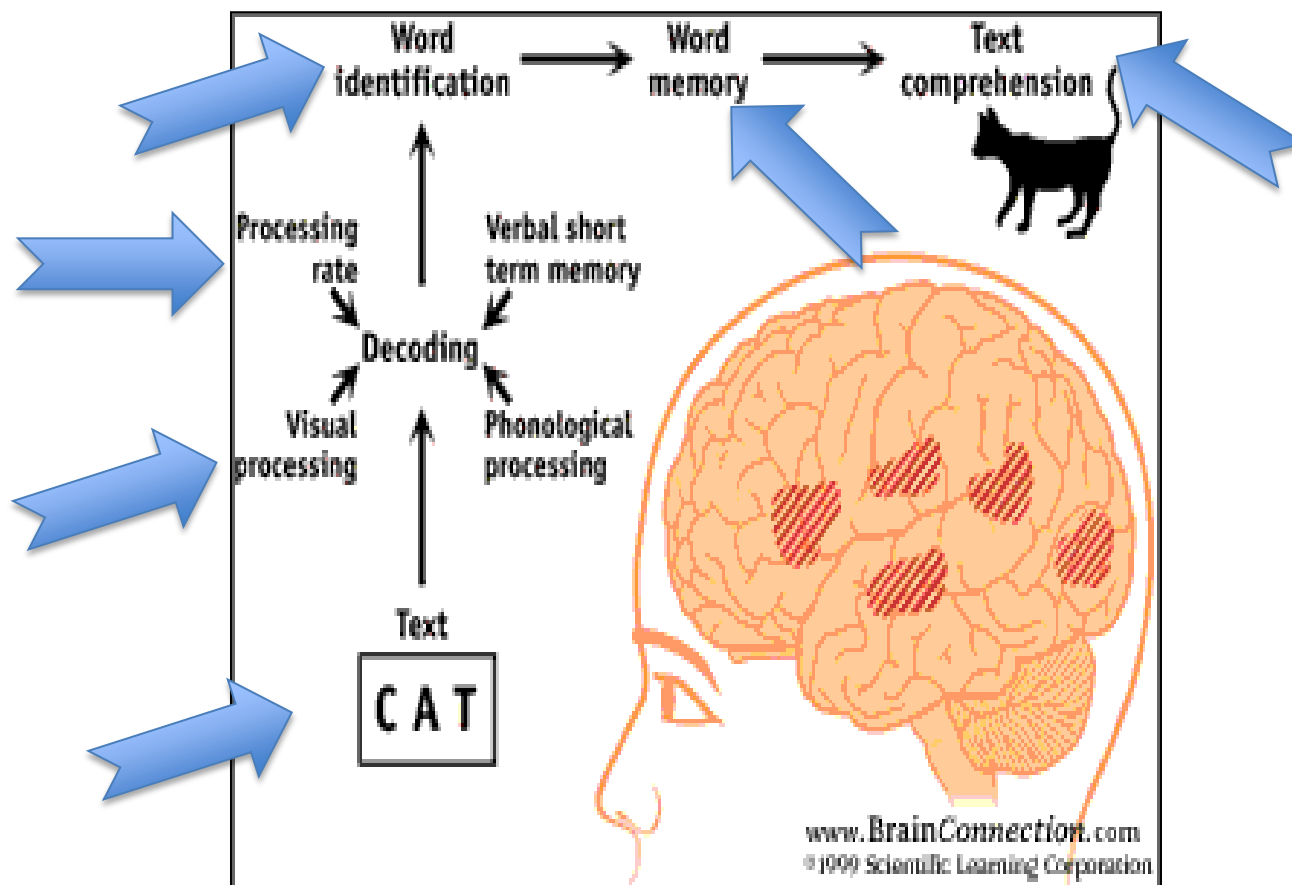 Word
identification
Word
memory
Text
comprehension
Processing
rate
Verbal short
term memory
Decoding
Visual
processing
Phonological
processing
Text
CAT
www.BrainConnection.com
©1999 Scientific Learning Corporation